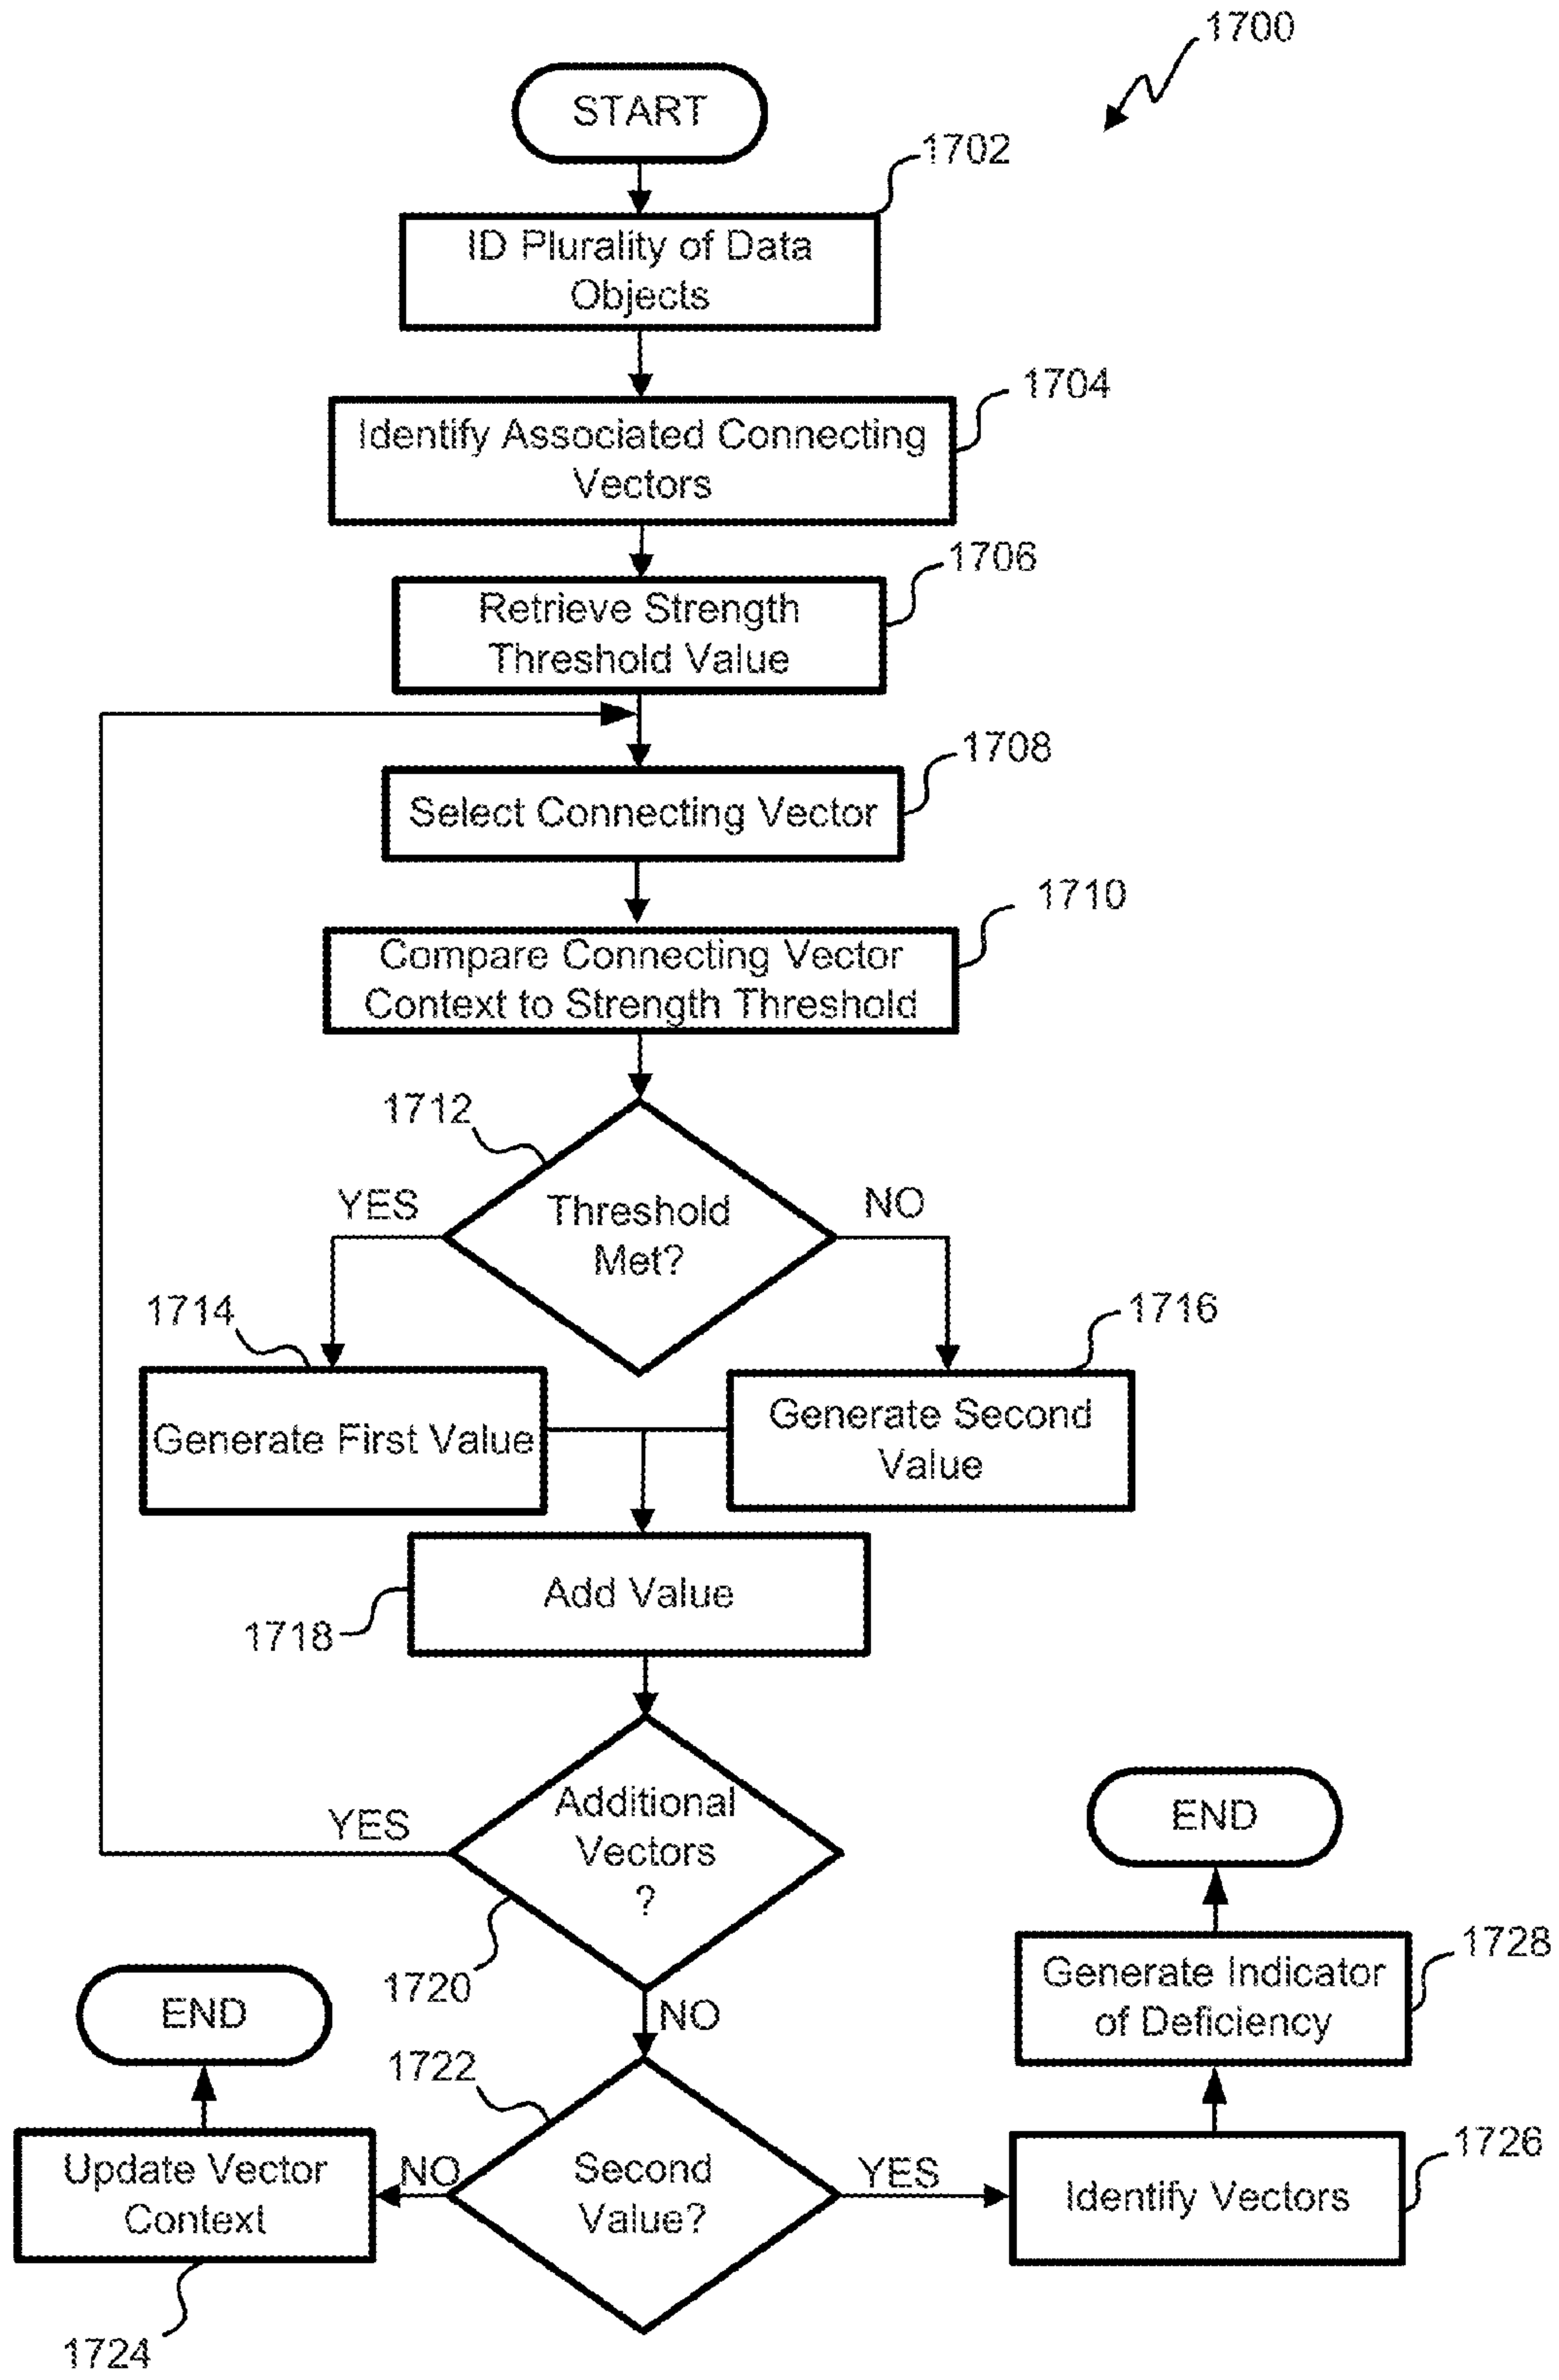 1700
START
1702
ID Plurality of Data
Objects
1704
Identify Associated Connecting
Vectors
1706
Retrieve Strength
Threshold Value
1708
Select Connecting Vector
1710
Compare Connecting Vector
Context to Strength Threshold
1712
Threshold
Met?
YES
NO
1714
1716
Generate First Value
Generate Second
Value
Add Value
1718
Additional
Vectors
?
YES
1720
NO
END
1728
Generate Indicator
of Deficiency
END
1722
Second
Value?
NO
YES
Update Vector
Context
1724
1726
Identify Vectors